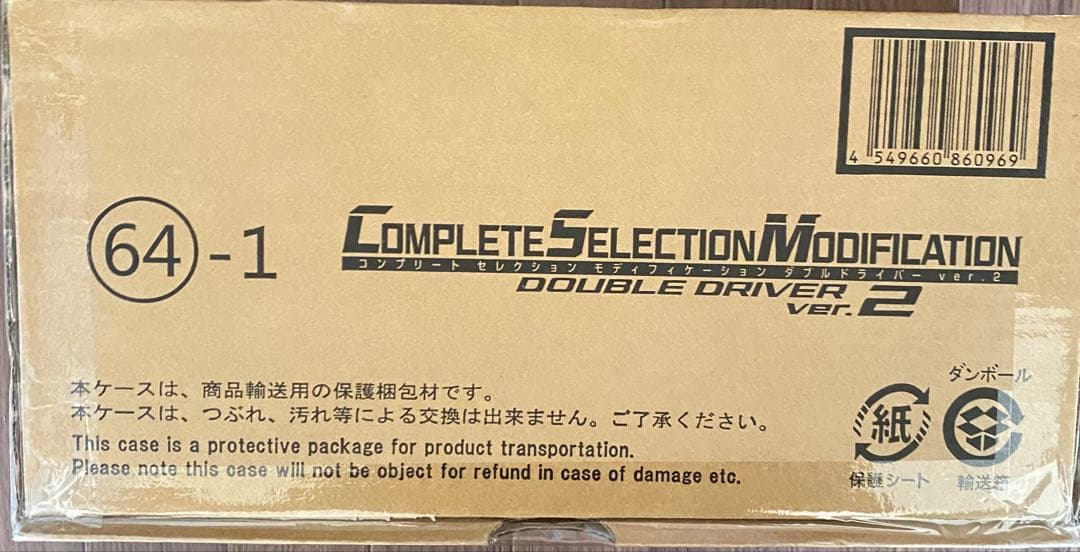 4 549660 860969
64-1
COMPLETE SELECTION MODIFICATION
コンプリート セレクション モディフィケーション ダブルドライバー ver.2
DOUBLE DRIVER
ver.2
本ケースは、商品輸送用の保護梱包材です。
本ケースは、つぶれ、汚れ等による交換は出来ません。ご了承ください。
This case is a protective package for product transportation.
Please note this case will not be object for refund in case of damage etc.
ダンボール
紙
保護シート
輸送箱